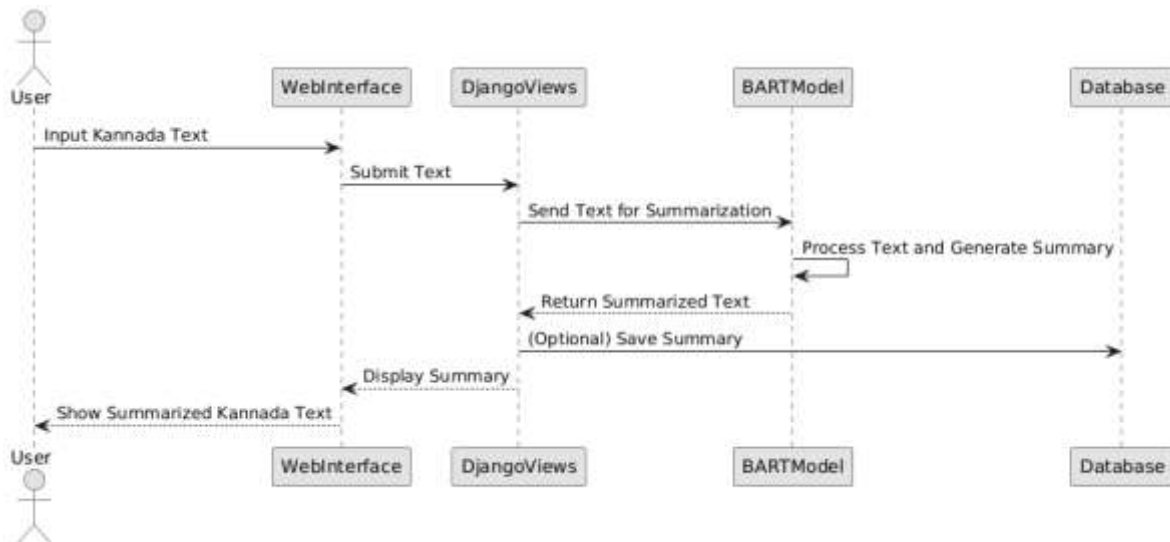 User
WebInterface
DjangoViews
BARTModel
Database
Input Kannada Text
Submit Text
Send Text for Summarization
Process Text and Generate Summary
Return Summarized Text
(Optional) Save Summary
Display Summary
Show Summarized Kannada Text
User
WebInterface
DjangoViews
BARTModel
Database